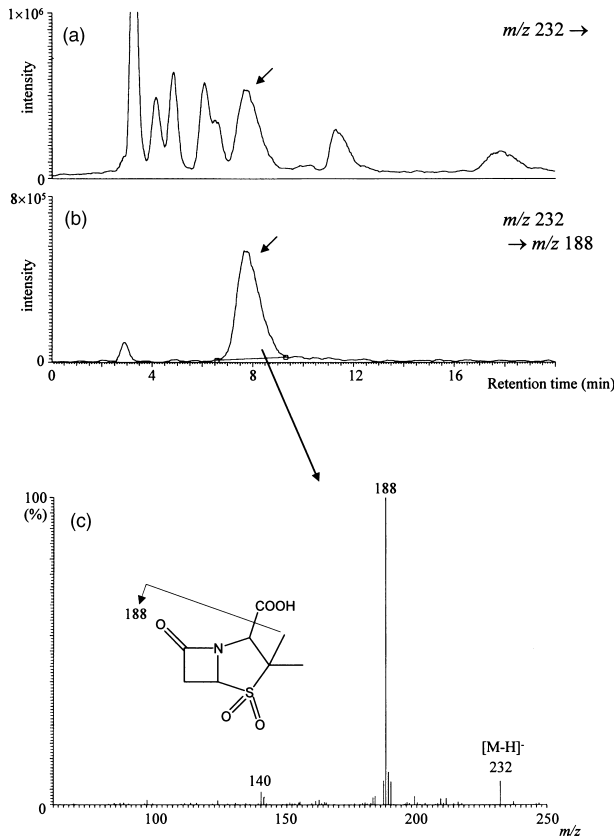 1×10⁶
(a)
m/z 232 →
intensity
0
8×10⁵
(b)
m/z 232
→ m/z 188
intensity
0
0 4 8 12 16
Retention time (min)
100
(%)
(c)
188
188
COOH
O
N
S
O
O
[M-H]⁻
232
140
0
100 150 200 250
m/z